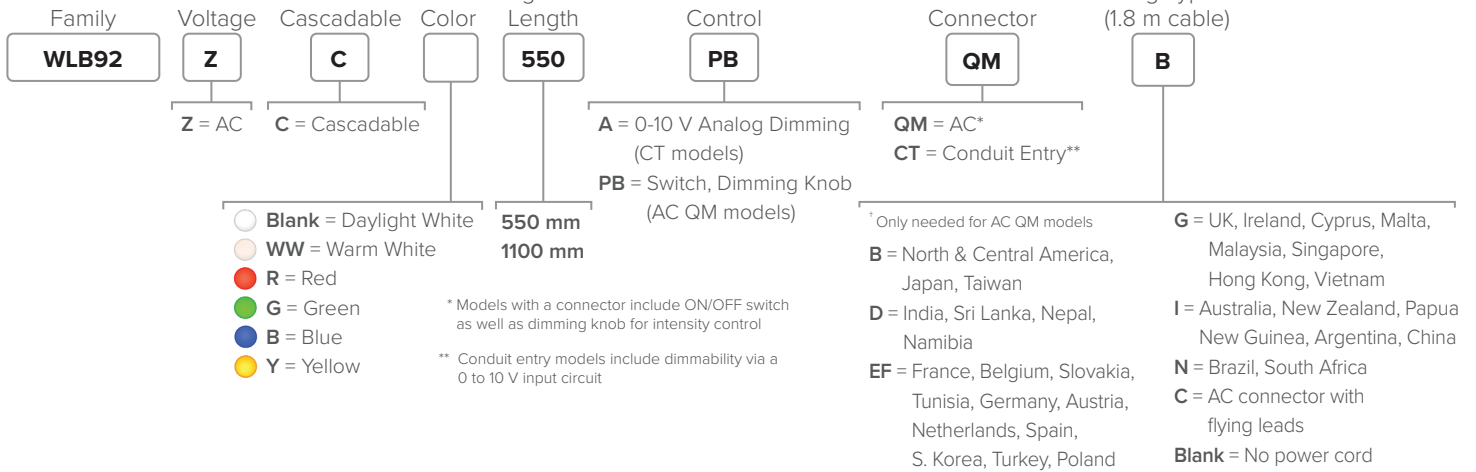 Family Voltage Cascadable Color Length Control Connector (1.8 m cable)
WLB92 Z C 550 PB QM B
Z = AC
C = Cascadable
Blank = Daylight White
WW = Warm White
R = Red
G = Green
B = Blue
Y = Yellow
550 mm
1100 mm
A = 0-10 V Analog Dimming
(CT models)
PB = Switch, Dimming Knob
(AC QM models)
QM = AC*
CT = Conduit Entry**
* Models with a connector include ON/OFF switch
as well as dimming knob for intensity control
** Conduit entry models include dimmability via a
0 to 10 V input circuit
† Only needed for AC QM models
B = North & Central America,
Japan, Taiwan
D = India, Sri Lanka, Nepal,
Namibia
EF = France, Belgium, Slovakia,
Tunisia, Germany, Austria,
Netherlands, Spain,
S. Korea, Turkey, Poland
G = UK, Ireland, Cyprus, Malta,
Malaysia, Singapore,
Hong Kong, Vietnam
I = Australia, New Zealand, Papua
New Guinea, Argentina, China
N = Brazil, South Africa
C = AC connector with
flying leads
Blank = No power cord